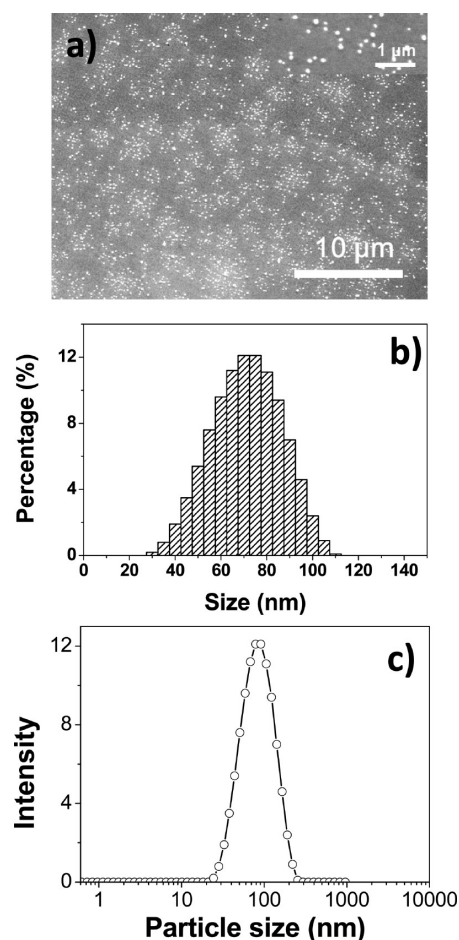 a)
1 µm
10 µm
b)
Percentage (%)
12
8
4
0
0 20 40 60 80 100 120 140
Size (nm)
c)
Intensity
12
8
4
0
1 10 100 1000 10000
Particle size (nm)